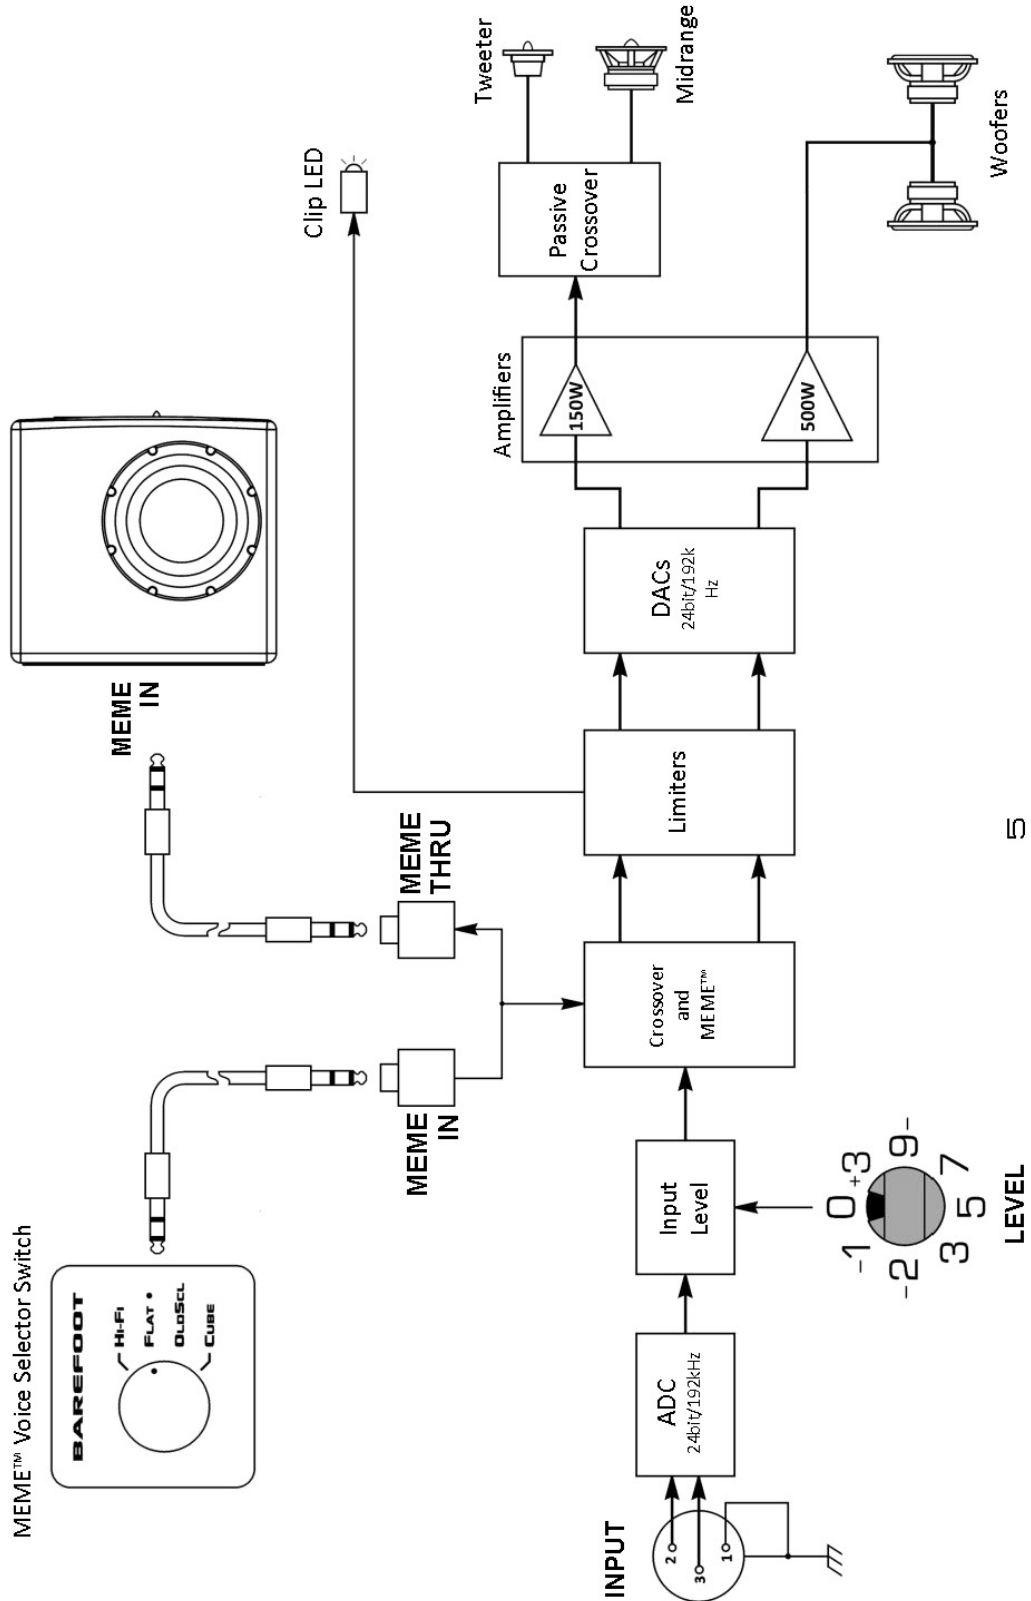 MEME™ Voice Selector Switch
BAREFOOT
HI-FI
FLAT •
OLDSCL
CUBE
MEME
IN
MEME
IN
MEME
THRU
Clip LED
INPUT
2
3
1
ADC
24bit/192kHz
Input
Level
Crossover
and
MEME™
Limiters
DACs
24bit/192k
Hz
Amplifiers
150W
500W
Passive
Crossover
Tweeter
Midrange
Woofers
-2
-1
0
+3
9-
7
5
3
LEVEL
5